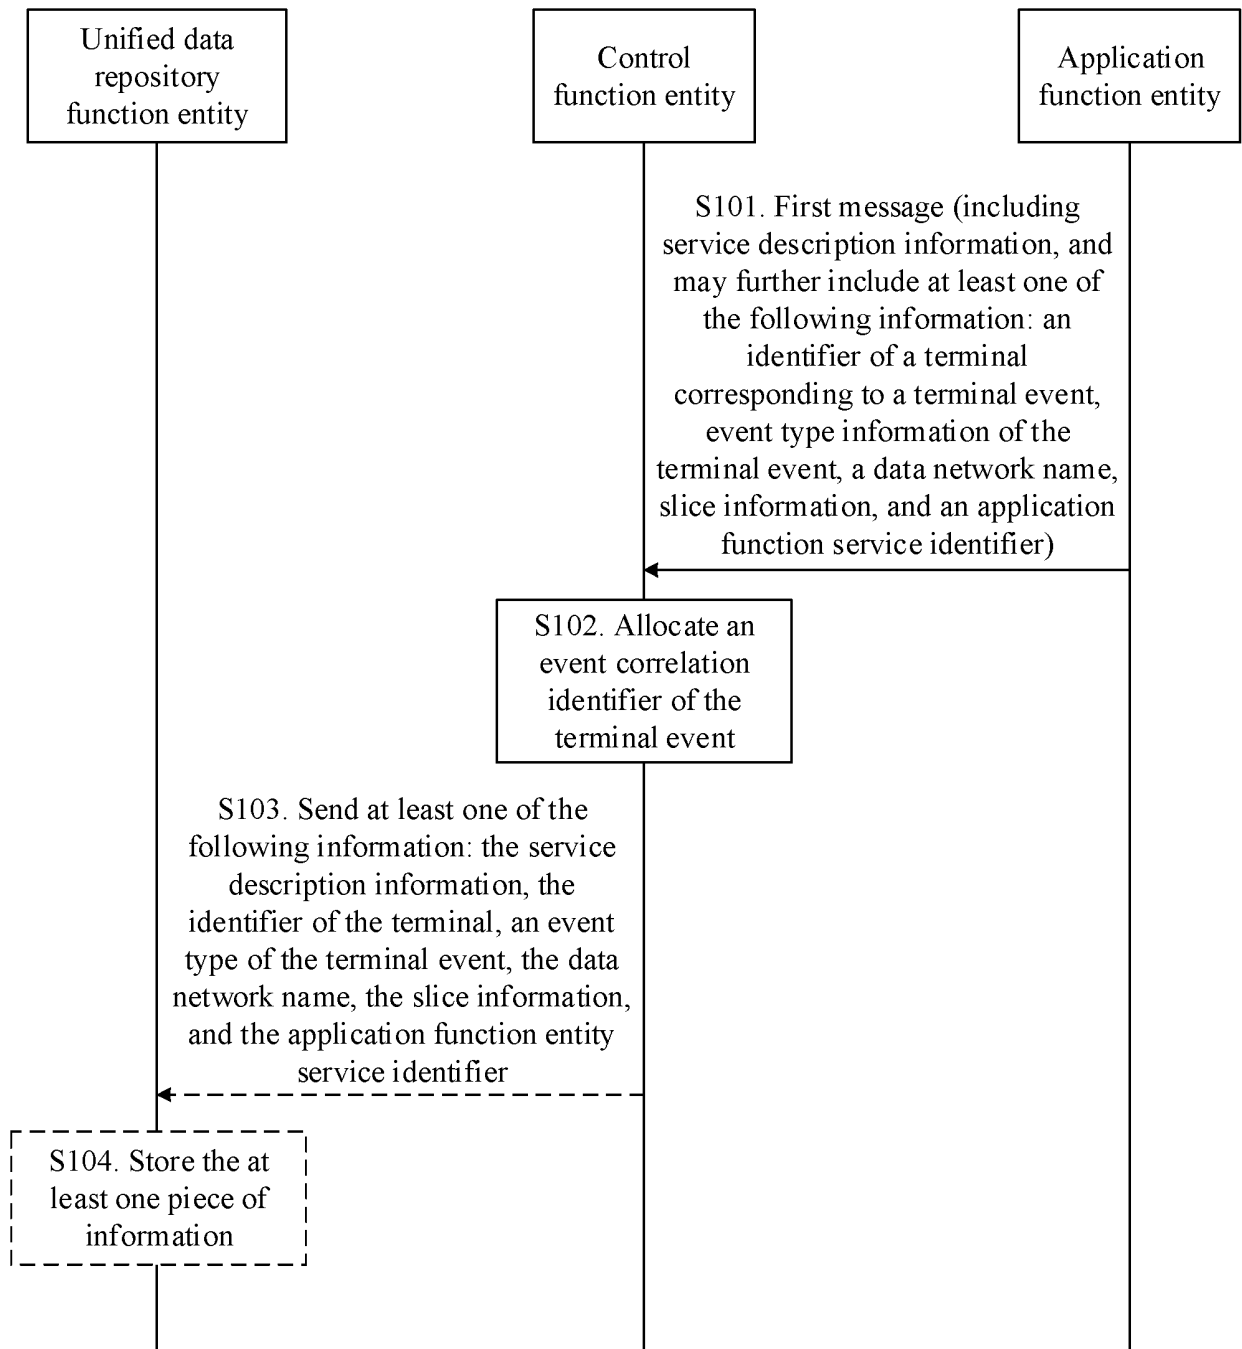 Unified data
repository
function entity
Control
function entity
Application
function entity
S101. First message (including
service description information, and
may further include at least one of
the following information: an
identifier of a terminal
corresponding to a terminal event,
event type information of the
terminal event, a data network name,
slice information, and an application
function service identifier)
S102. Allocate an
event correlation
identifier of the
terminal event
S103. Send at least one of the
following information: the service
description information, the
identifier of the terminal, an event
type of the terminal event, the data
network name, the slice information,
and the application function entity
service identifier
S104. Store the at
least one piece of
information